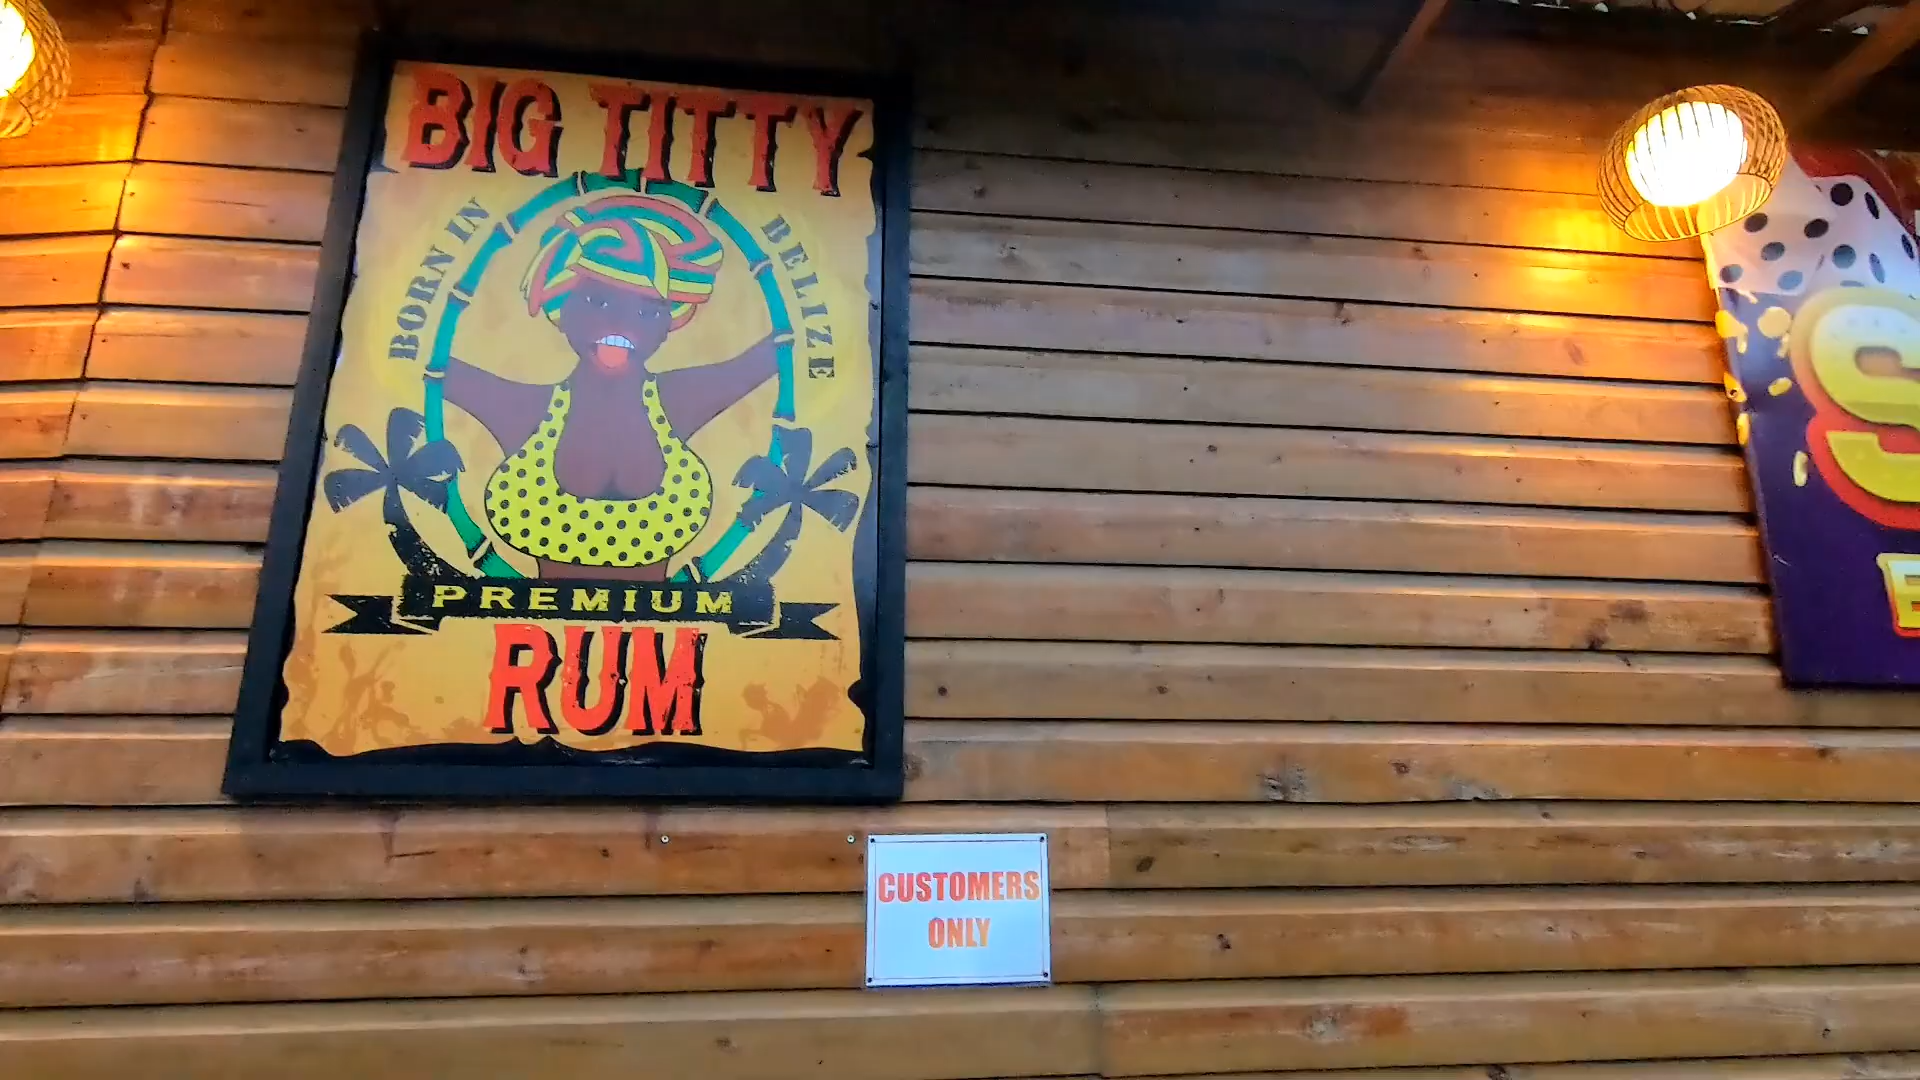 BIG TITTY
BORN IN BELIZE
PREMIUM
RUM
CUSTOMERS
ONLY